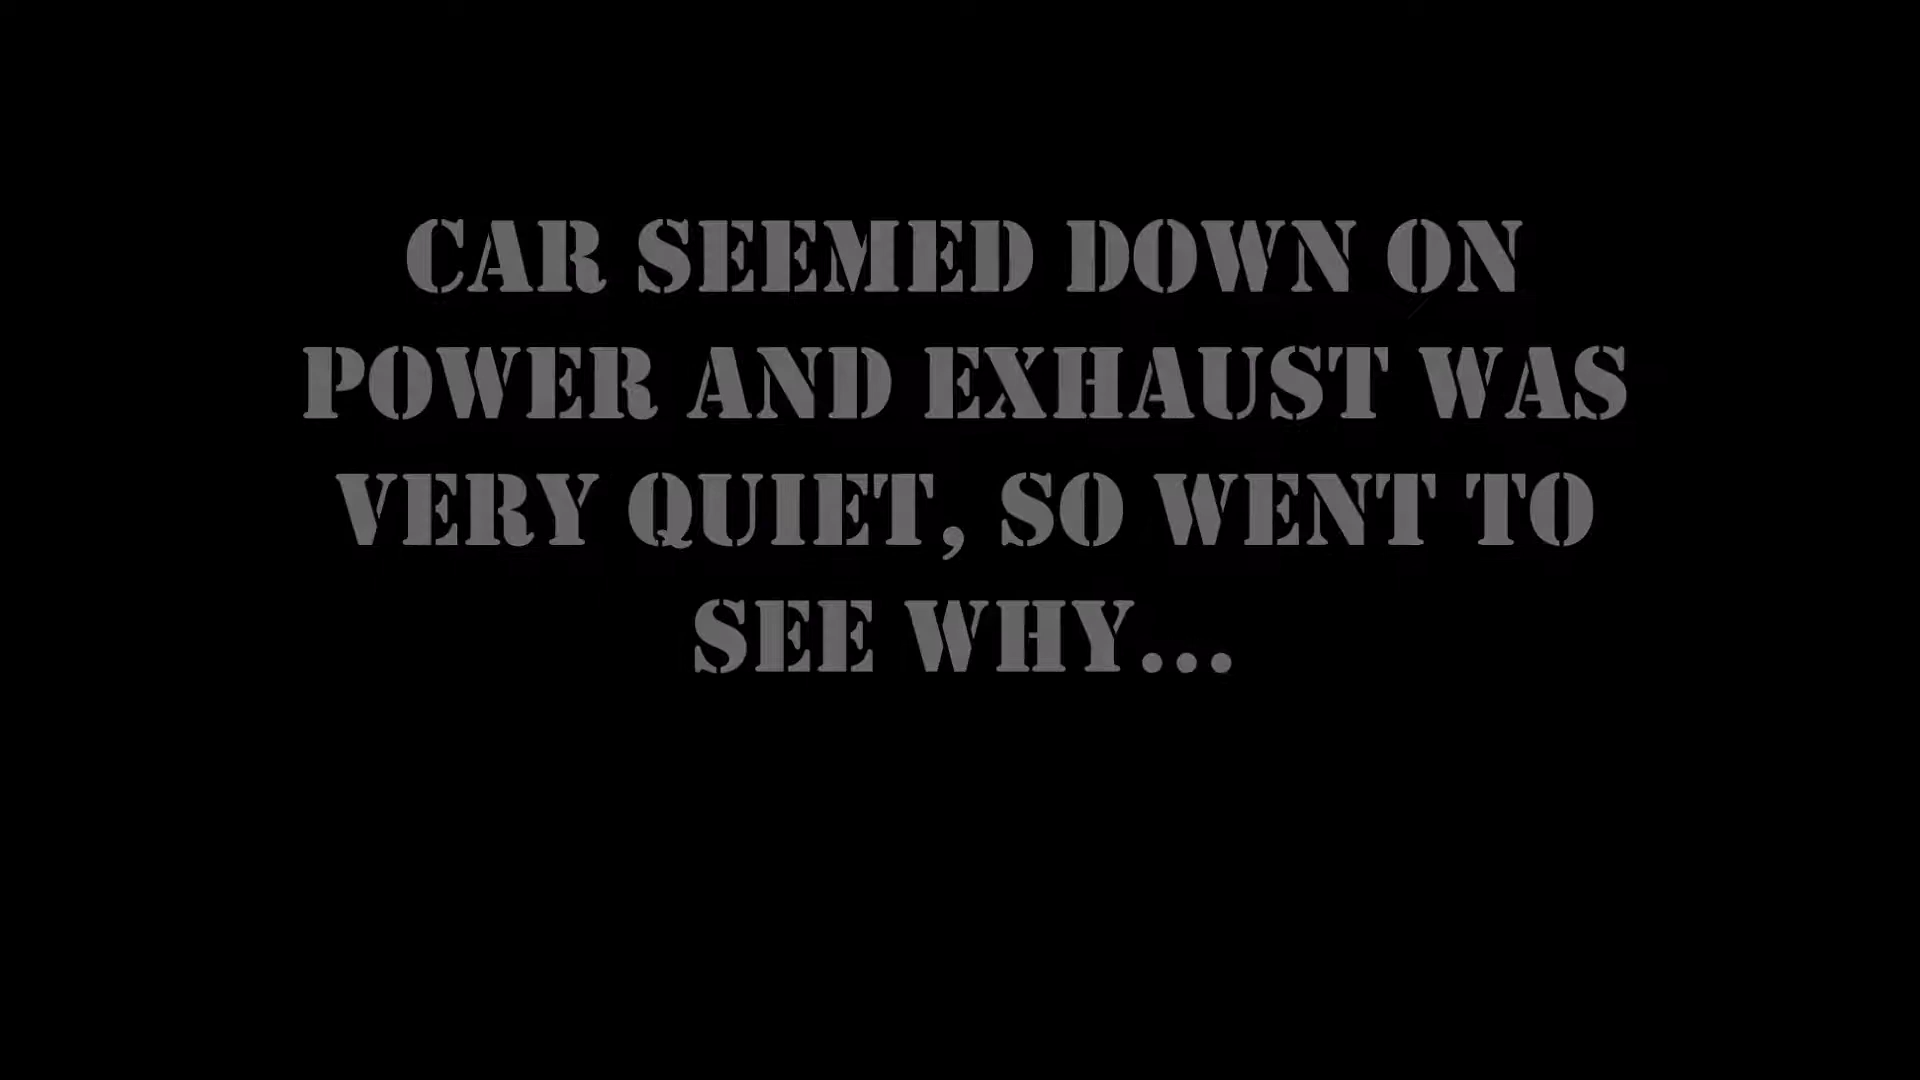 CAR SEEMED DOWN ON
POWER AND EXHAUST WAS
VERY QUIET, SO WENT TO
SEE WHY...